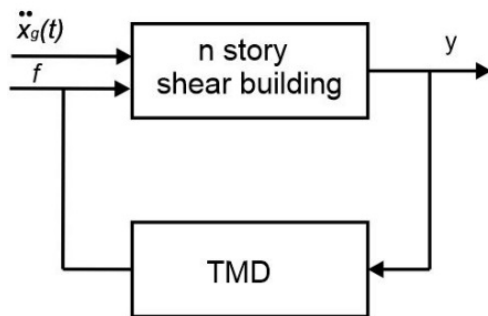 ẍg(t)
f
n story
shear building
y
TMD